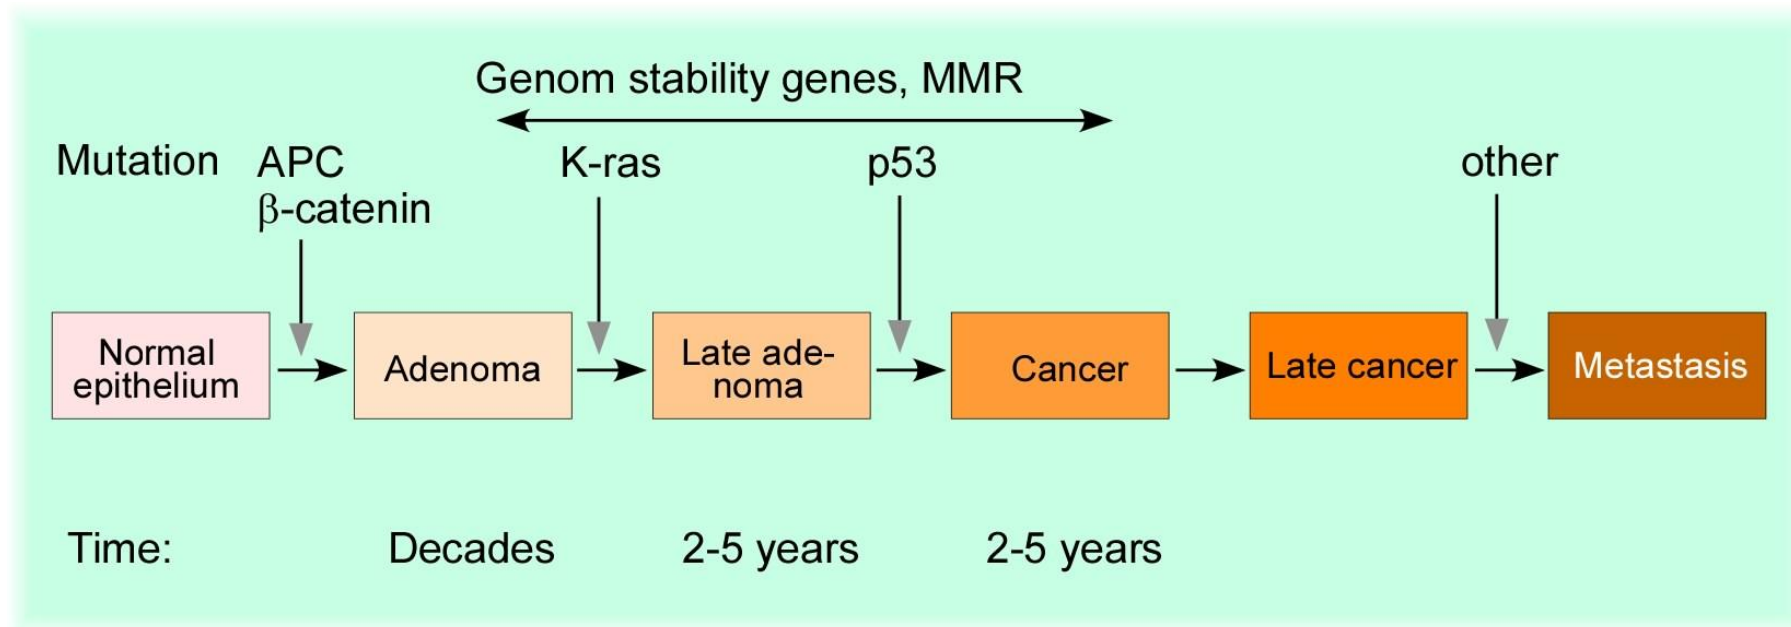 Genom stability genes, MMR
Mutation APC K-ras p53 other
β-catenin
Normal
epithelium
Adenoma
Late ade-
noma
Cancer
Late cancer
Metastasis
Time: Decades 2-5 years 2-5 years